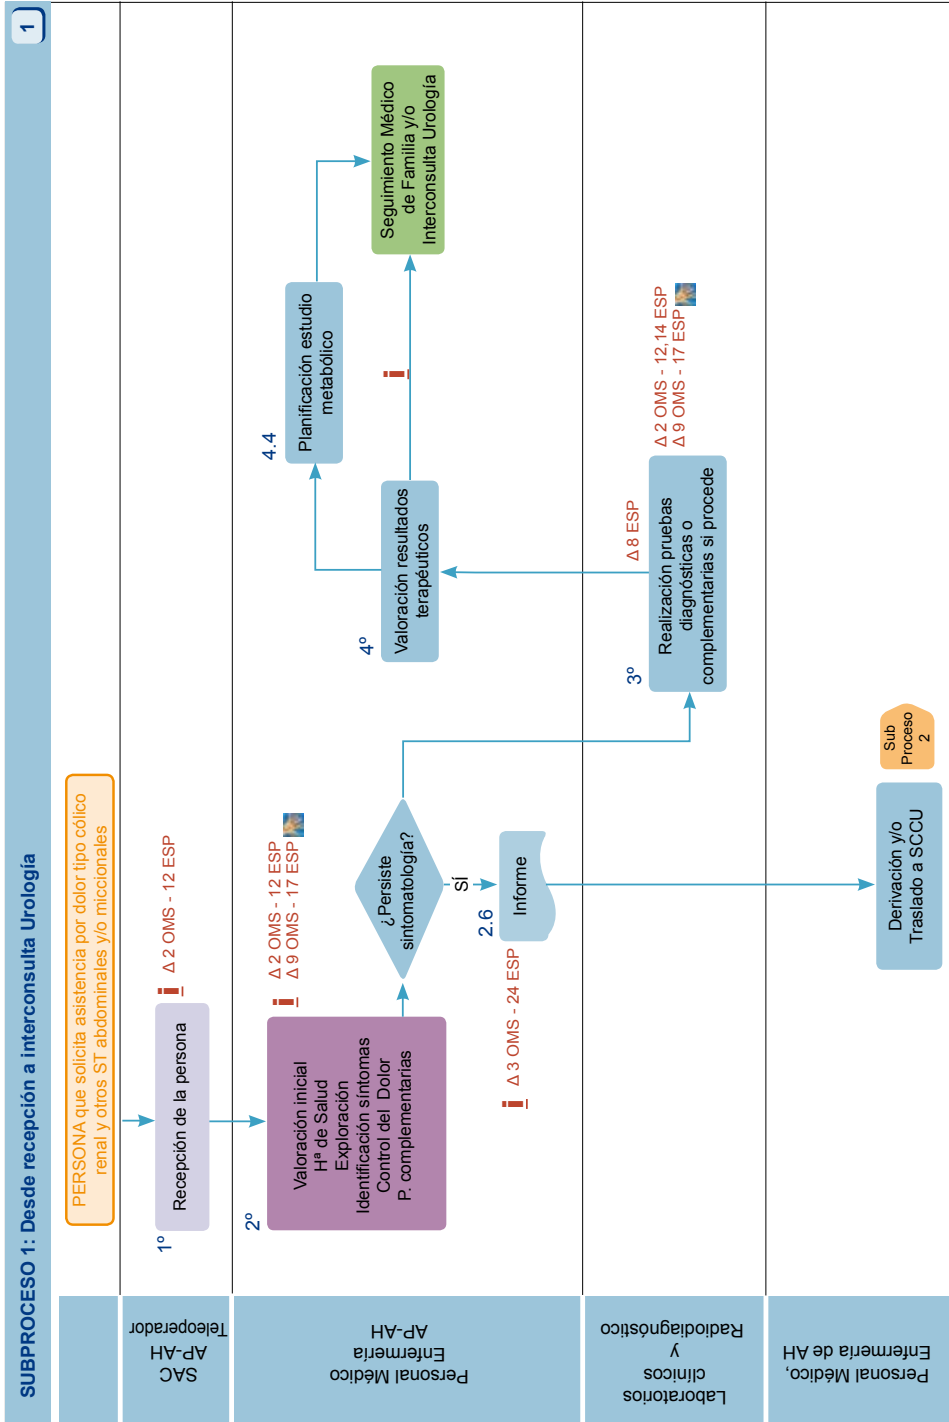 SUBPROCESO 1: Desde recepción a interconsulta Urología
1
PERSONA que solicita asistencia por dolor tipo cólico
renal y otros ST abdominales y/o miccionales
SAC
AP-AH
Teleoperador
1º
Recepción de la persona
Δ 2 OMS - 12 ESP
Personal Médico
Enfermería
AP-AH
2º
Valoración inicial
Hª de Salud
Exploración
Identificación síntomas
Control del Dolor
P. complementarias
Δ 2 OMS - 12 ESP
Δ 9 OMS - 17 ESP
¿Persiste
sintomatología?
SÍ
2.6
Informe
Δ 3 OMS - 24 ESP
4º
Valoración resultados
terapéuticos
4.4
Planificación estudio
metabólico
Seguimiento Médico
de Familia y/o
Interconsulta Urología
Laboratorios
clínicos
y
Radiodiagnóstico
3º
Realización pruebas
diagnósticas o
complementarias si procede
Δ 8 ESP
Δ 2 OMS - 12,14 ESP
Δ 9 OMS - 17 ESP
Personal Médico,
Enfermería de AH
Derivación y/o
Traslado a SCCU
Sub
Proceso
2